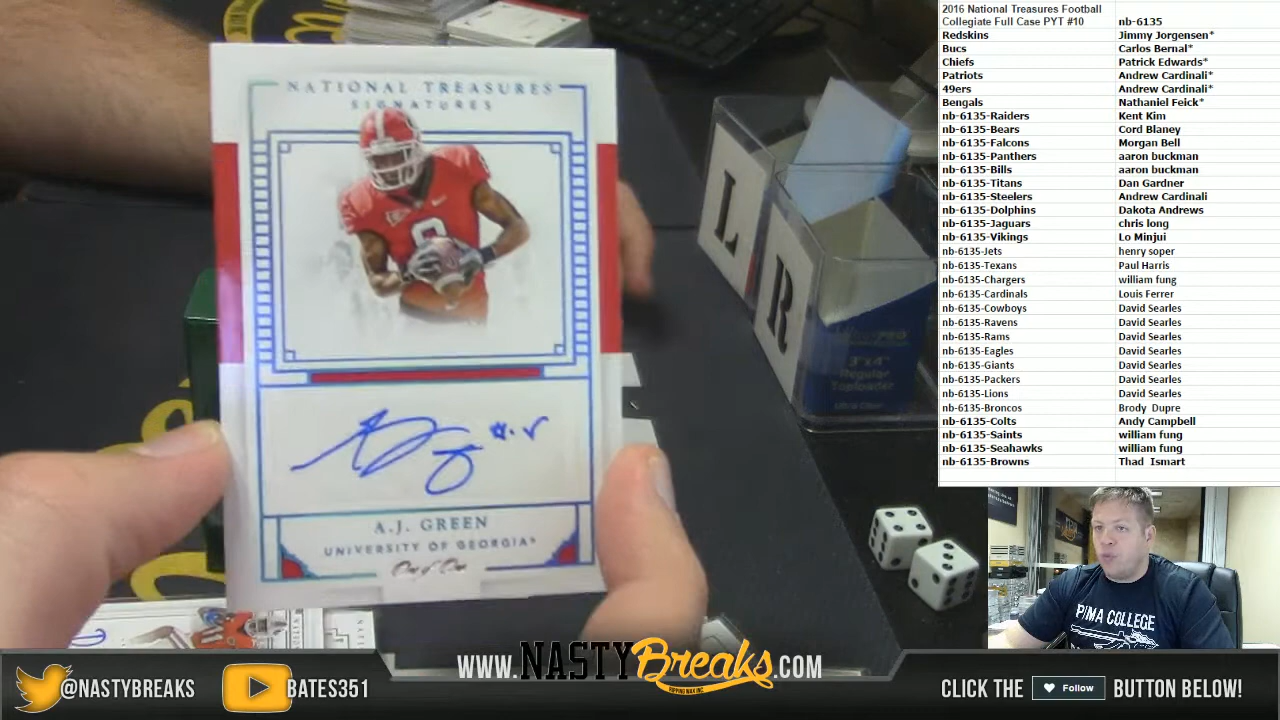 2016 National Treasures Football
Collegiate Full Case PYT #10 nb-6135
Redskins Jimmy Jorgensen*
Bucs Carlos Bernal*
Chiefs Patrick Edwards*
Patriots Andrew Cardinali*
49ers Andrew Cardinali*
Bengals Nathaniel Feick*
nb-6135-Raiders Kent Kim
nb-6135-Bears Cord Blaney
nb-6135-Falcons Morgan Bell
nb-6135-Panthers aaron buckman
nb-6135-Bills aaron buckman
nb-6135-Titans Dan Gardner
nb-6135-Steelers Andrew Cardinali
nb-6135-Dolphins Dakota Andrews
nb-6135-Jaguars chris long
nb-6135-Vikings Lo Minjui
nb-6135-Jets henry soper
nb-6135-Texans Paul Harris
nb-6135-Chargers william fung
nb-6135-Cardinals Louis Ferrer
nb-6135-Cowboys David Searles
nb-6135-Ravens David Searles
nb-6135-Rams David Searles
nb-6135-Eagles David Searles
nb-6135-Giants David Searles
nb-6135-Packers David Searles
nb-6135-Lions David Searles
nb-6135-Broncos Brody Dupre
nb-6135-Colts Andy Campbell
nb-6135-Saints william fung
nb-6135-Seahawks william fung
nb-6135-Browns Thad Ismart
NATIONAL TREASURES
SIGNATURES
8
A.J. GREEN
UNIVERSITY OF GEORGIA
One of One
L
R
3"x4"
Regular
Toploader
PIMA COLLEGE
@NASTYBREAKS
BATES351
WWW.NASTYBreaks.COM
RIPPING WAX INC
CLICK THE Follow BUTTON BELOW!